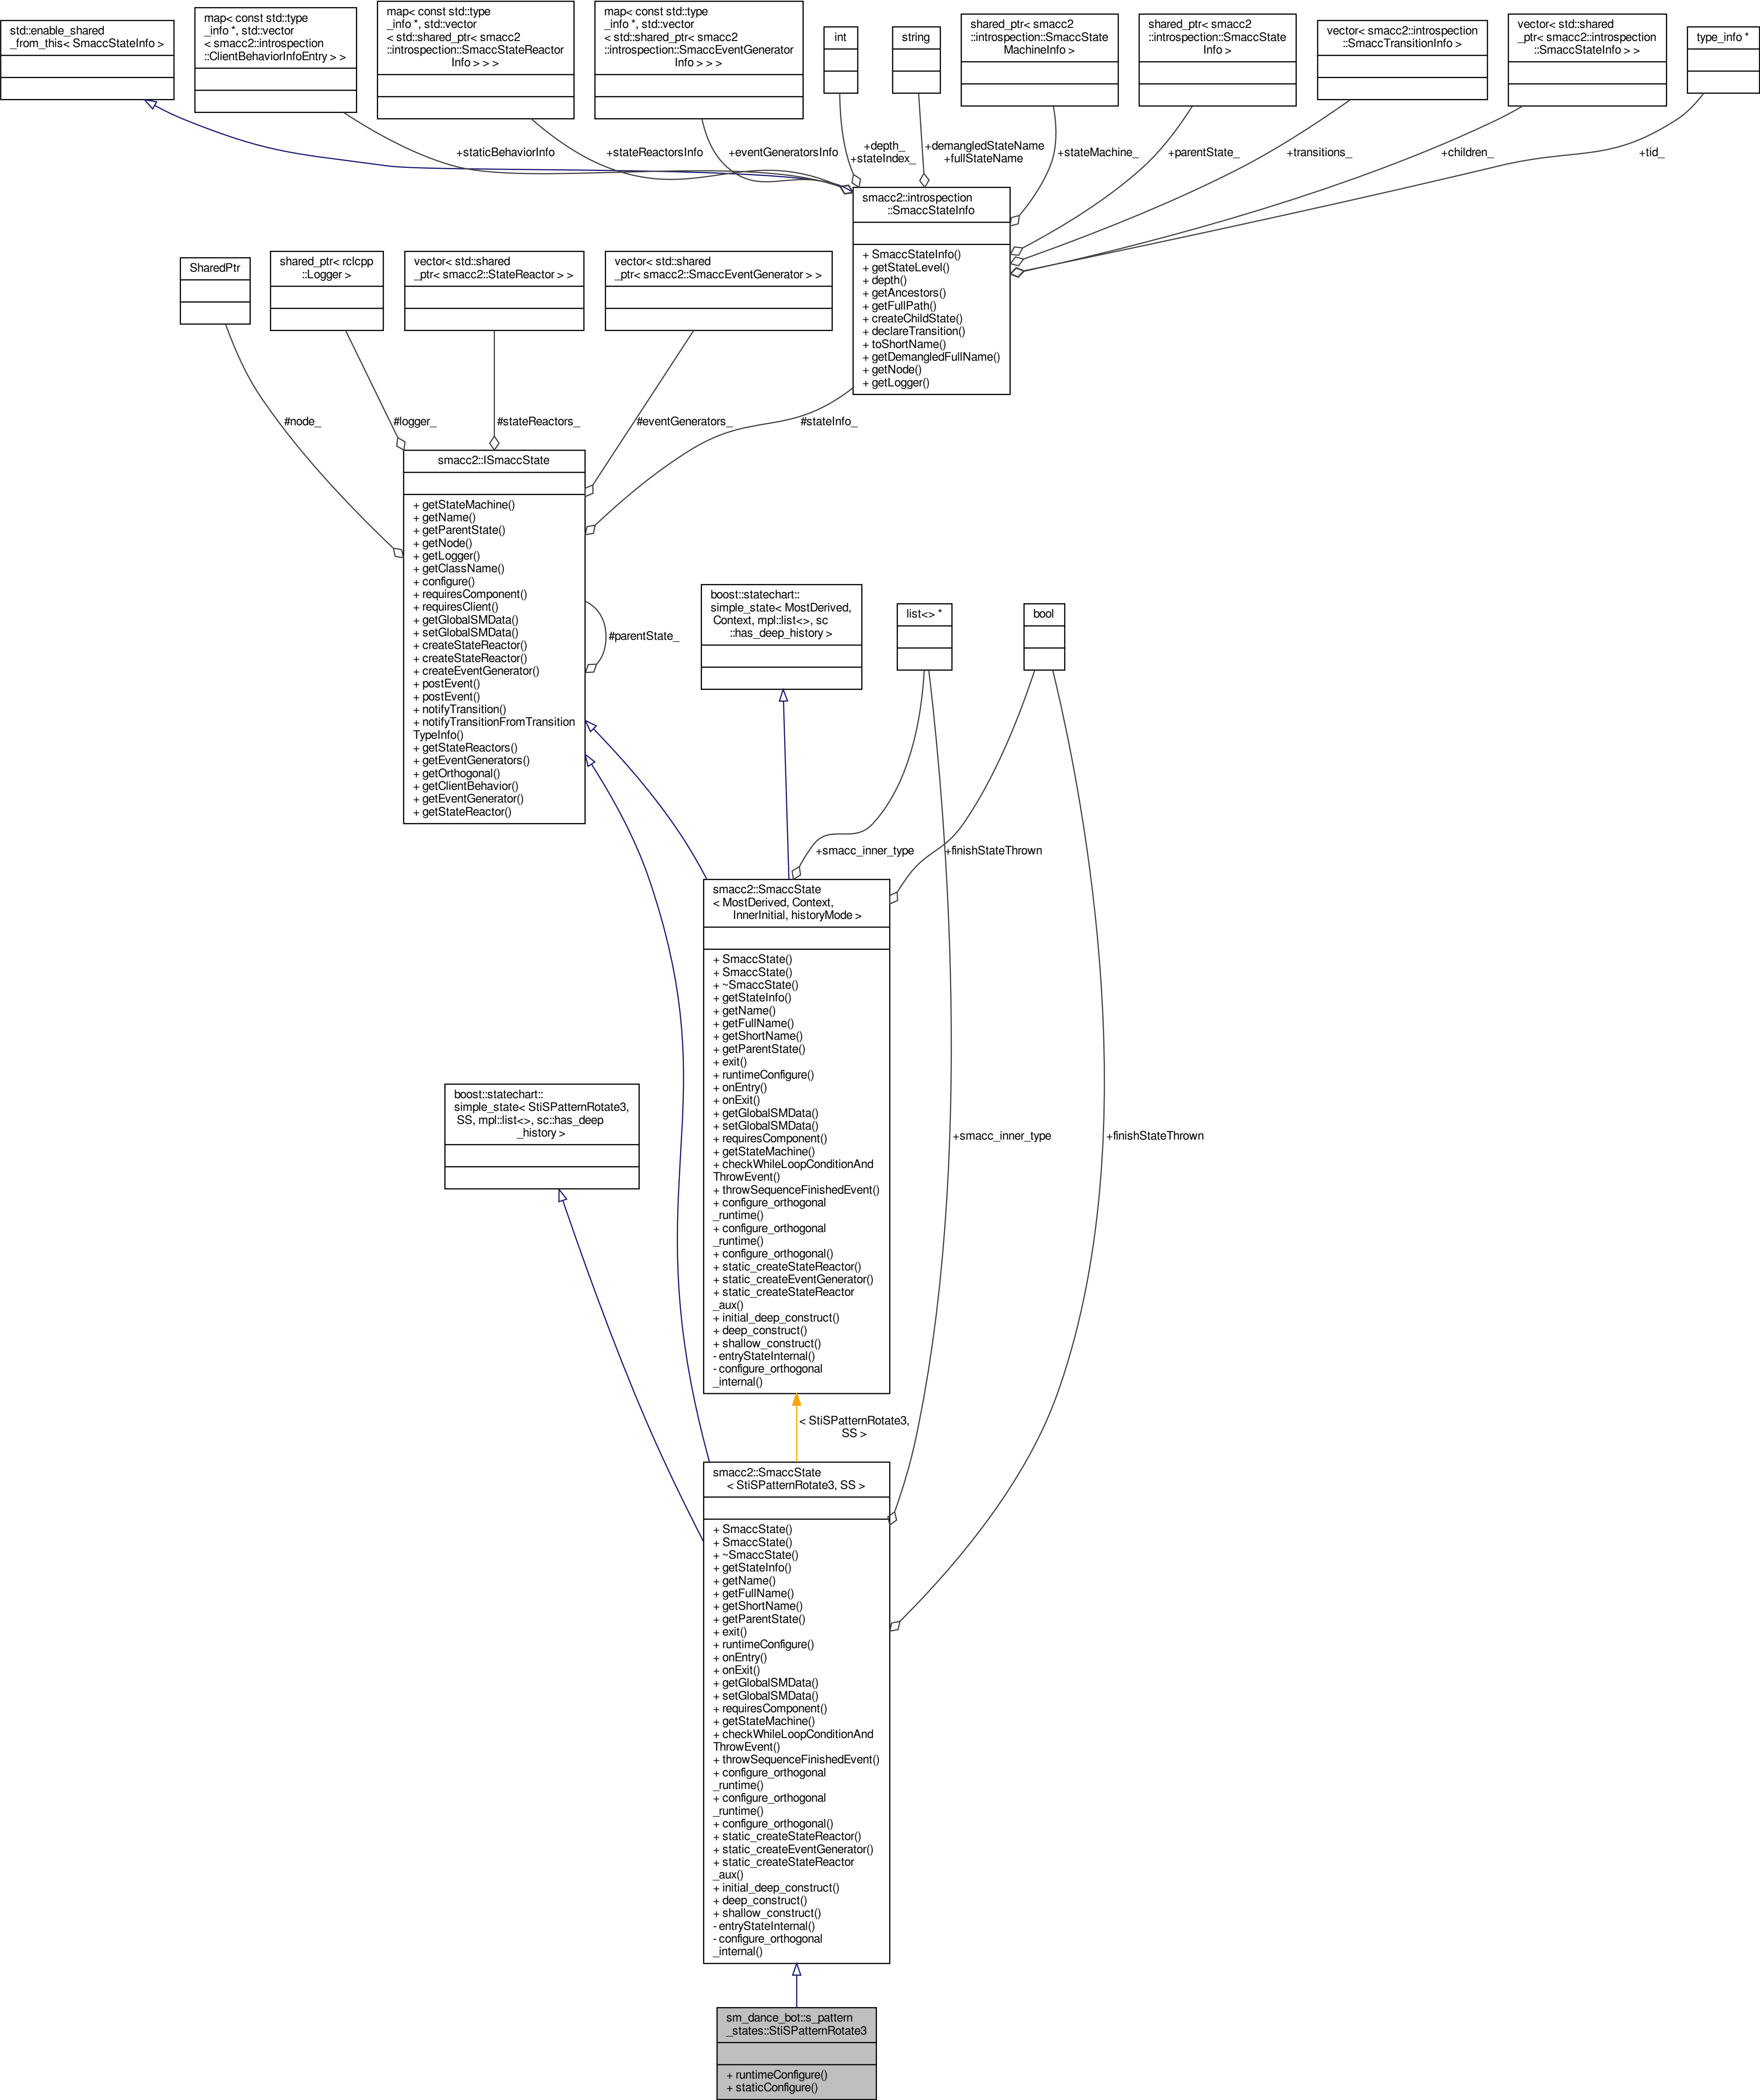 std::enable_shared
_from_this< SmaccStateInfo >
map< const std::type
_info *, std::vector
< smacc2::introspection
::ClientBehaviorInfoEntry > >
map< const std::type
_info *, std::vector
< std::shared_ptr< smacc2
::introspection::SmaccStateReactor
Info > > >
map< const std::type
_info *, std::vector
< std::shared_ptr< smacc2
::introspection::SmaccEventGenerator
Info > > >
int
string
shared_ptr< smacc2
::introspection::SmaccState
MachineInfo >
shared_ptr< smacc2
::introspection::SmaccState
Info >
vector< smacc2::introspection
::SmaccTransitionInfo >
vector< std::shared
_ptr< smacc2::introspection
::SmaccStateInfo > >
type_info *
+staticBehaviorInfo
+stateReactorsInfo
+eventGeneratorsInfo
+depth_
+stateIndex_
+demangledStateName
+fullStateName
+stateMachine_
+parentState_
+transitions_
+children_
+tid_
smacc2::introspection
::SmaccStateInfo
+ SmaccStateInfo()
+ getStateLevel()
+ depth()
+ getAncestors()
+ getFullPath()
+ createChildState()
+ declareTransition()
+ toShortName()
+ getDemangledFullName()
+ getNode()
+ getLogger()
SharedPtr
shared_ptr< rclcpp
::Logger >
vector< std::shared
_ptr< smacc2::StateReactor > >
vector< std::shared
_ptr< smacc2::SmaccEventGenerator > >
#node_
#logger_
#stateReactors_
#eventGenerators_
#stateInfo_
smacc2::ISmaccState
+ getStateMachine()
+ getName()
+ getParentState()
+ getNode()
+ getLogger()
+ getClassName()
+ configure()
+ requiresComponent()
+ requiresClient()
+ getGlobalSMData()
+ setGlobalSMData()
+ createStateReactor()
+ createStateReactor()
+ createEventGenerator()
+ postEvent()
+ postEvent()
+ notifyTransition()
+ notifyTransitionFromTransition
TypeInfo()
+ getStateReactors()
+ getEventGenerators()
+ getOrthogonal()
+ getClientBehavior()
+ getEventGenerator()
+ getStateReactor()
#parentState_
boost::statechart::
simple_state< MostDerived,
Context, mpl::list<>, sc
::has_deep_history >
list<> *
bool
+smacc_inner_type
+finishStateThrown
smacc2::SmaccState
< MostDerived, Context,
InnerInitial, historyMode >
+ SmaccState()
+ SmaccState()
+ ~SmaccState()
+ getStateInfo()
+ getName()
+ getFullName()
+ getShortName()
+ getParentState()
+ exit()
+ runtimeConfigure()
+ onEntry()
+ onExit()
+ getGlobalSMData()
+ setGlobalSMData()
+ requiresComponent()
+ getStateMachine()
+ checkWhileLoopConditionAnd
ThrowEvent()
+ throwSequenceFinishedEvent()
+ configure_orthogonal
_runtime()
+ configure_orthogonal
_runtime()
+ configure_orthogonal()
+ static_createStateReactor()
+ static_createEventGenerator()
+ static_createStateReactor
_aux()
+ initial_deep_construct()
+ deep_construct()
+ shallow_construct()
- entryStateInternal()
- configure_orthogonal
_internal()
boost::statechart::
simple_state< StiSPatternRotate3,
SS, mpl::list<>, sc::has_deep
_history >
+smacc_inner_type
+finishStateThrown
< StiSPatternRotate3,
SS >
smacc2::SmaccState
< StiSPatternRotate3, SS >
+ SmaccState()
+ SmaccState()
+ ~SmaccState()
+ getStateInfo()
+ getName()
+ getFullName()
+ getShortName()
+ getParentState()
+ exit()
+ runtimeConfigure()
+ onEntry()
+ onExit()
+ getGlobalSMData()
+ setGlobalSMData()
+ requiresComponent()
+ getStateMachine()
+ checkWhileLoopConditionAnd
ThrowEvent()
+ throwSequenceFinishedEvent()
+ configure_orthogonal
_runtime()
+ configure_orthogonal
_runtime()
+ configure_orthogonal()
+ static_createStateReactor()
+ static_createEventGenerator()
+ static_createStateReactor
_aux()
+ initial_deep_construct()
+ deep_construct()
+ shallow_construct()
- entryStateInternal()
- configure_orthogonal
_internal()
sm_dance_bot::s_pattern
_states::StiSPatternRotate3
+ runtimeConfigure()
+ staticConfigure()